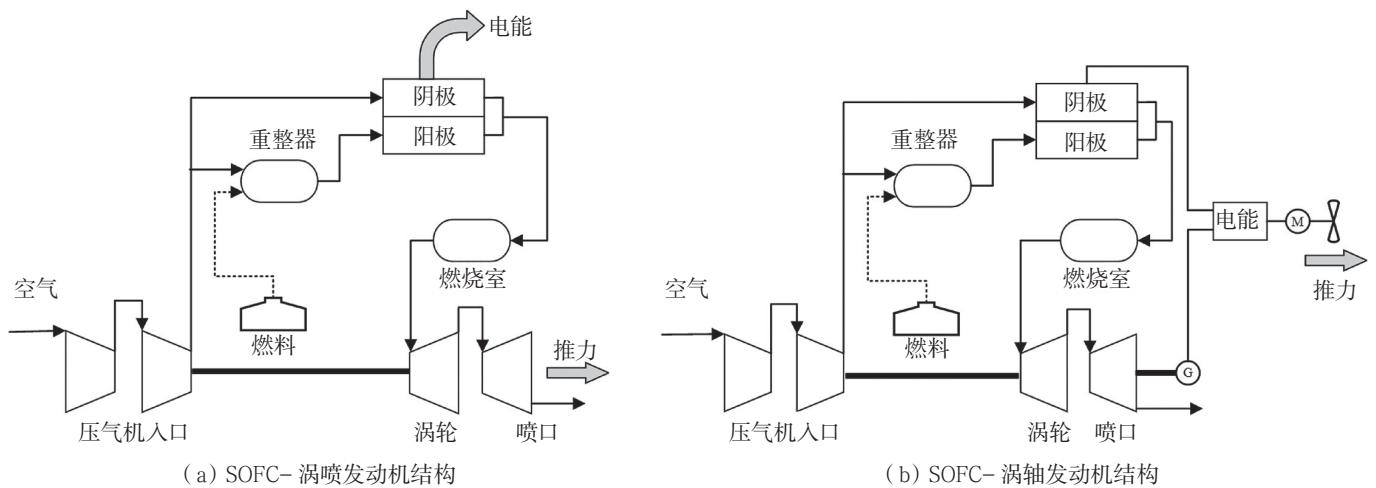 电能
阴极
阳极
重整器
燃烧室
空气
燃料
推力
压气机入口
涡轮
喷口
(a) SOFC-涡喷发动机结构
阴极
阳极
重整器
电能
M
燃烧室
推力
空气
燃料
G
压气机入口
涡轮
喷口
(b) SOFC-涡轴发动机结构